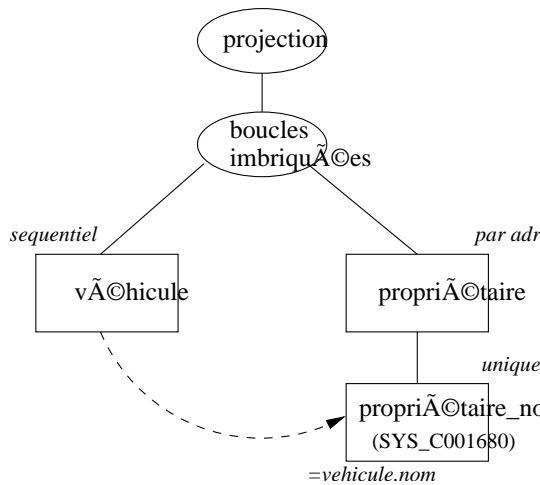 projection
boucles
imbriquÃ©es
sequentiel
par adr
vÃ©hicule
propriÃ©taire
unique
propriÃ©taire_no
(SYS_C001680)
=vehicule.nom